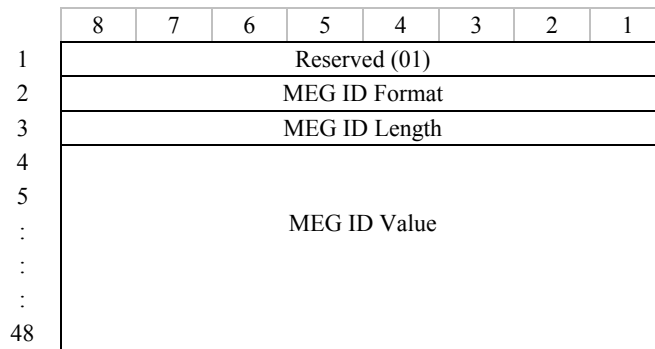 8 7 6 5 4 3 2 1
1 Reserved (01)
2 MEG ID Format
3 MEG ID Length
4
5
: MEG ID Value
:
:
48